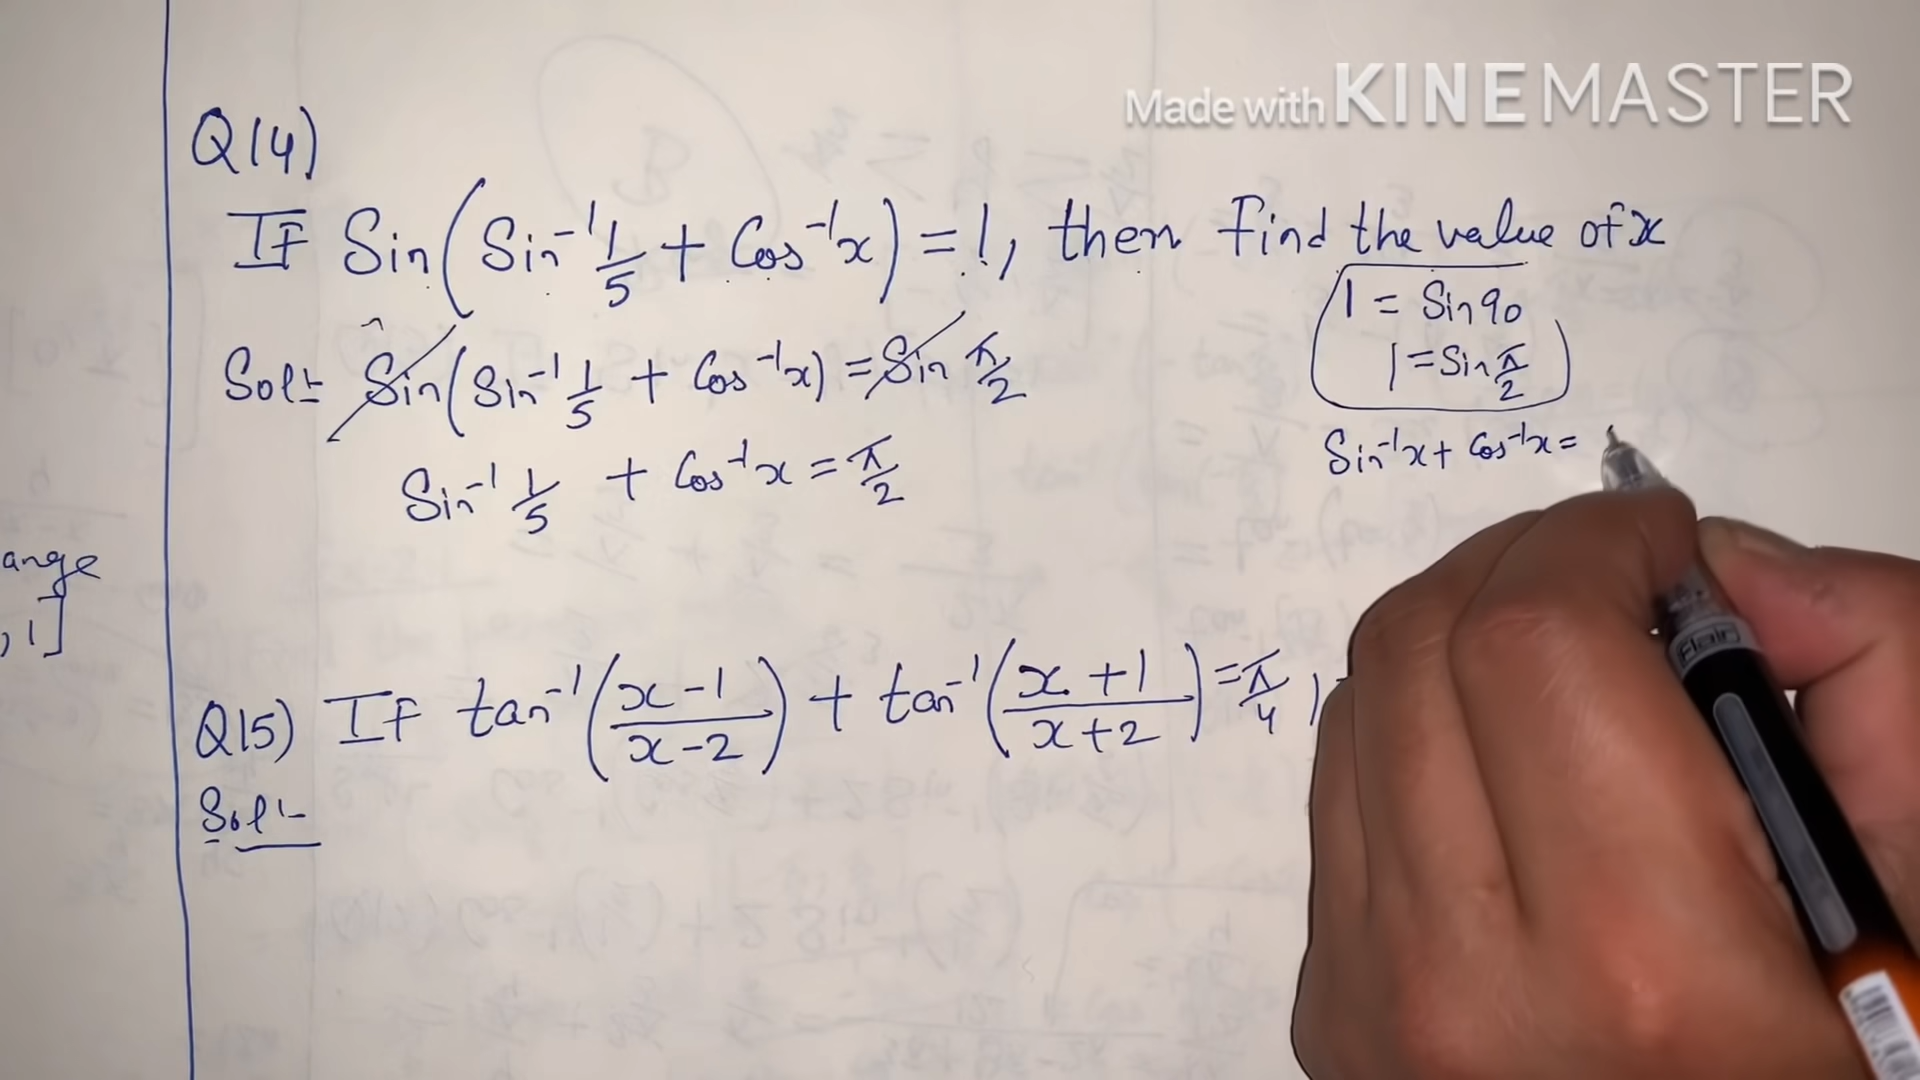 Made with KINEMASTER
Q14)
IF Sin(Sin⁻¹ 1/5 + Cos⁻¹x) = 1, then Find the value of x
1 = Sin 90
1 = Sin π/2
Sol:- Sin(Sin⁻¹ 1/5 + Cos⁻¹x) = Sin π/2
Sin⁻¹x + Cos⁻¹x =
Sin⁻¹ 1/5 + Cos⁻¹x = π/2
ange
, 1]
Q15) IF tan⁻¹((x-1)/(x-2)) + tan⁻¹((x+1)/(x+2)) = π/4,
Sol:-
Flair